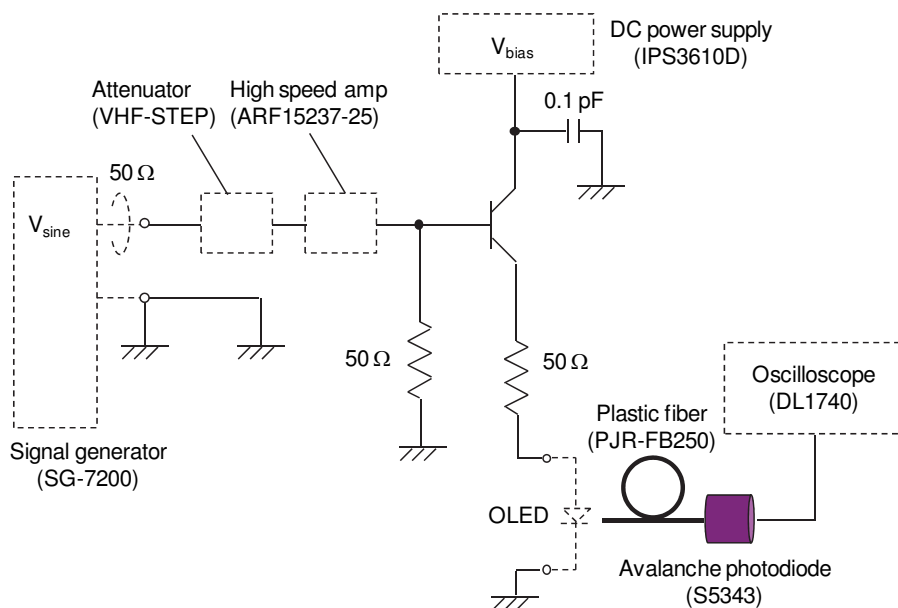 DC power supply
(IPS3610D)
V_bias
0.1 pF
Attenuator
(VHF-STEP)
High speed amp
(ARF15237-25)
50 Ω
V_sine
50 Ω
50 Ω
Oscilloscope
(DL1740)
Plastic fiber
(PJR-FB250)
Signal generator
(SG-7200)
OLED
Avalanche photodiode
(S5343)